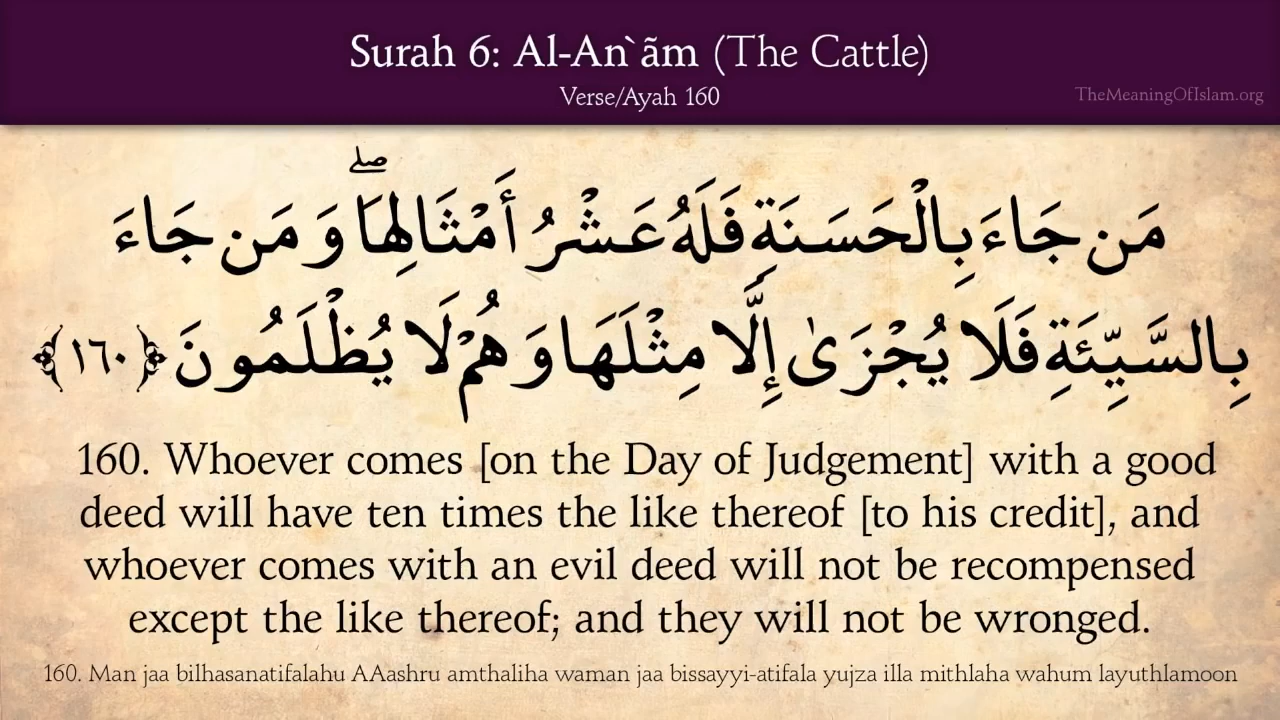 Surah 6: Al-An`ãm (The Cattle)
Verse/Ayah 160
TheMeaningOfIslam.org
مَن جَاءَ بِالْحَسَنَةِ فَلَهُ عَشْرُ أَمْثَالِهَا ۖ وَمَن جَاءَ
بِالسَّيِّئَةِ فَلَا يُجْزَىٰ إِلَّا مِثْلَهَا وَهُمْ لَا يُظْلَمُونَ ﴿١٦٠﴾
160. Whoever comes [on the Day of Judgement] with a good
deed will have ten times the like thereof [to his credit], and
whoever comes with an evil deed will not be recompensed
except the like thereof; and they will not be wronged.
160. Man jaa bilhasanatifalahu AAashru amthaliha waman jaa bissayyi-atifala yujza illa mithlaha wahum layuthlamoon